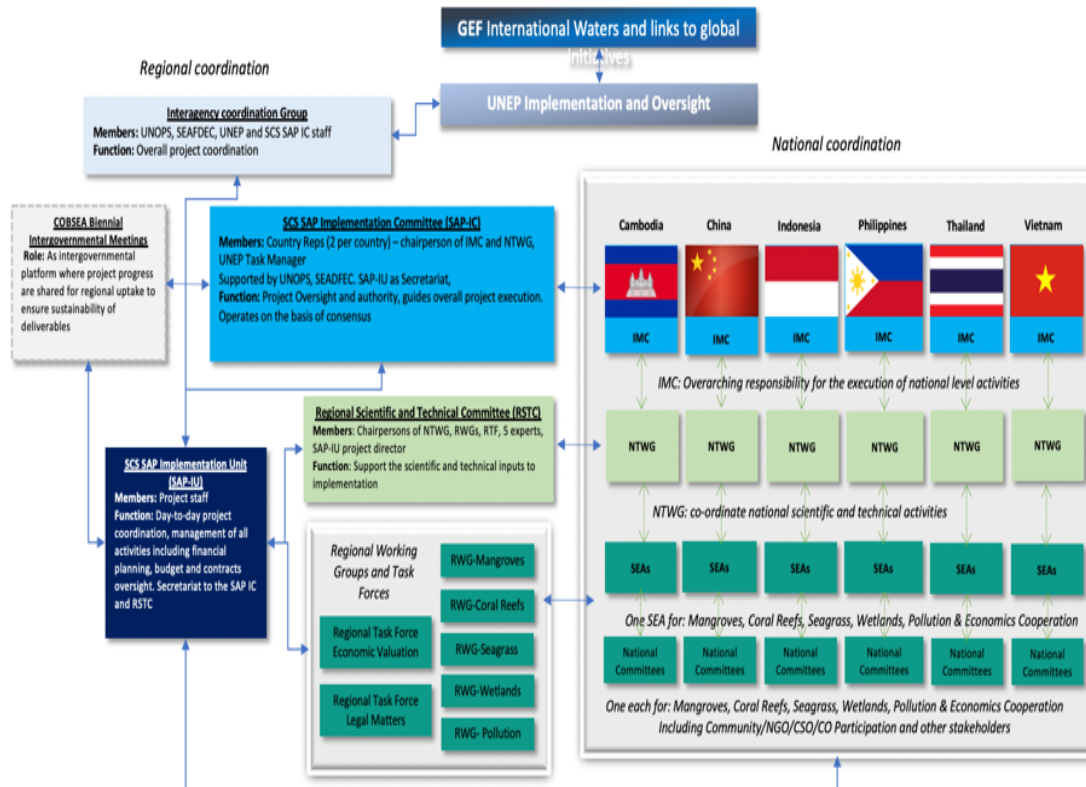 GEF International Waters and links to global
initiatives
Regional coordination
UNEP Implementation and Oversight
Interagency coordination Group
Members: UNOPS, SEAFDEC, UNEP and SCS SAP IC staff
Function: Overall project coordination
National coordination
COBSEA Biennial
Intergovernmental Meetings
Role: As intergovernmental
platform where project progress
are shared for regional uptake to
ensure sustainability of
deliverables
SCS SAP Implementation Committee (SAP-IC)
Members: Country Reps (2 per country) – chairperson of IMC and NTWG,
UNEP Task Manager
Supported by UNOPS, SEADFEC. SAP-IU as Secretariat,
Function: Project Oversight and authority, guides overall project execution.
Operates on the basis of consensus
Cambodia China Indonesia Philippines Thailand Vietnam
IMC IMC IMC IMC IMC IMC
IMC: Overarching responsibility for the execution of national level activities
Regional Scientific and Technical Committee (RSTC)
Members: Chairpersons of NTWG, RWGs, RTF, 5 experts,
SAP-IU project director
Function: Support the scientific and technical inputs to
implementation
NTWG NTWG NTWG NTWG NTWG NTWG
NTWG: co-ordinate national scientific and technical activities
SCS SAP Implementation Unit
(SAP-IU)
Members: Project staff
Function: Day-to-day project
coordination, management of all
activities including financial
planning, budget and contracts
oversight. Secretariat to the SAP IC
and RSTC
Regional Working
Groups and Task
Forces
Regional Task Force
Economic Valuation
Regional Task Force
Legal Matters
RWG-Mangroves
RWG-Coral Reefs
RWG-Seagrass
RWG-Wetlands
RWG- Pollution
SEAs SEAs SEAs SEAs SEAs SEAs
One SEA for: Mangroves, Coral Reefs, Seagrass, Wetlands, Pollution & Economics Cooperation
National National National National National National
Committees Committees Committees Committees Committees Committees
One each for: Mangroves, Coral Reefs, Seagrass, Wetlands, Pollution & Economics Cooperation
Including Community/NGO/CSO/CO Participation and other stakeholders